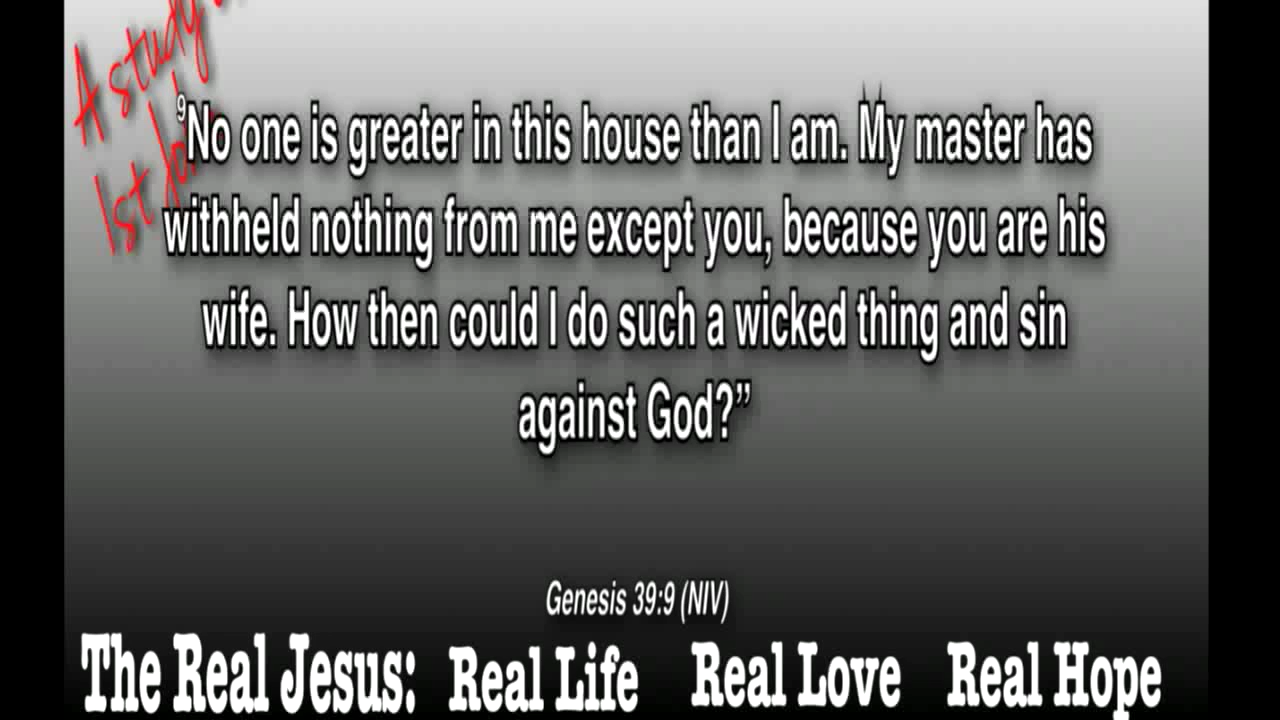 A study
1st John
⁹No one is greater in this house than I am. My master has
withheld nothing from me except you, because you are his
wife. How then could I do such a wicked thing and sin
against God?”
Genesis 39:9 (NIV)
The Real Jesus: Real Life Real Love Real Hope